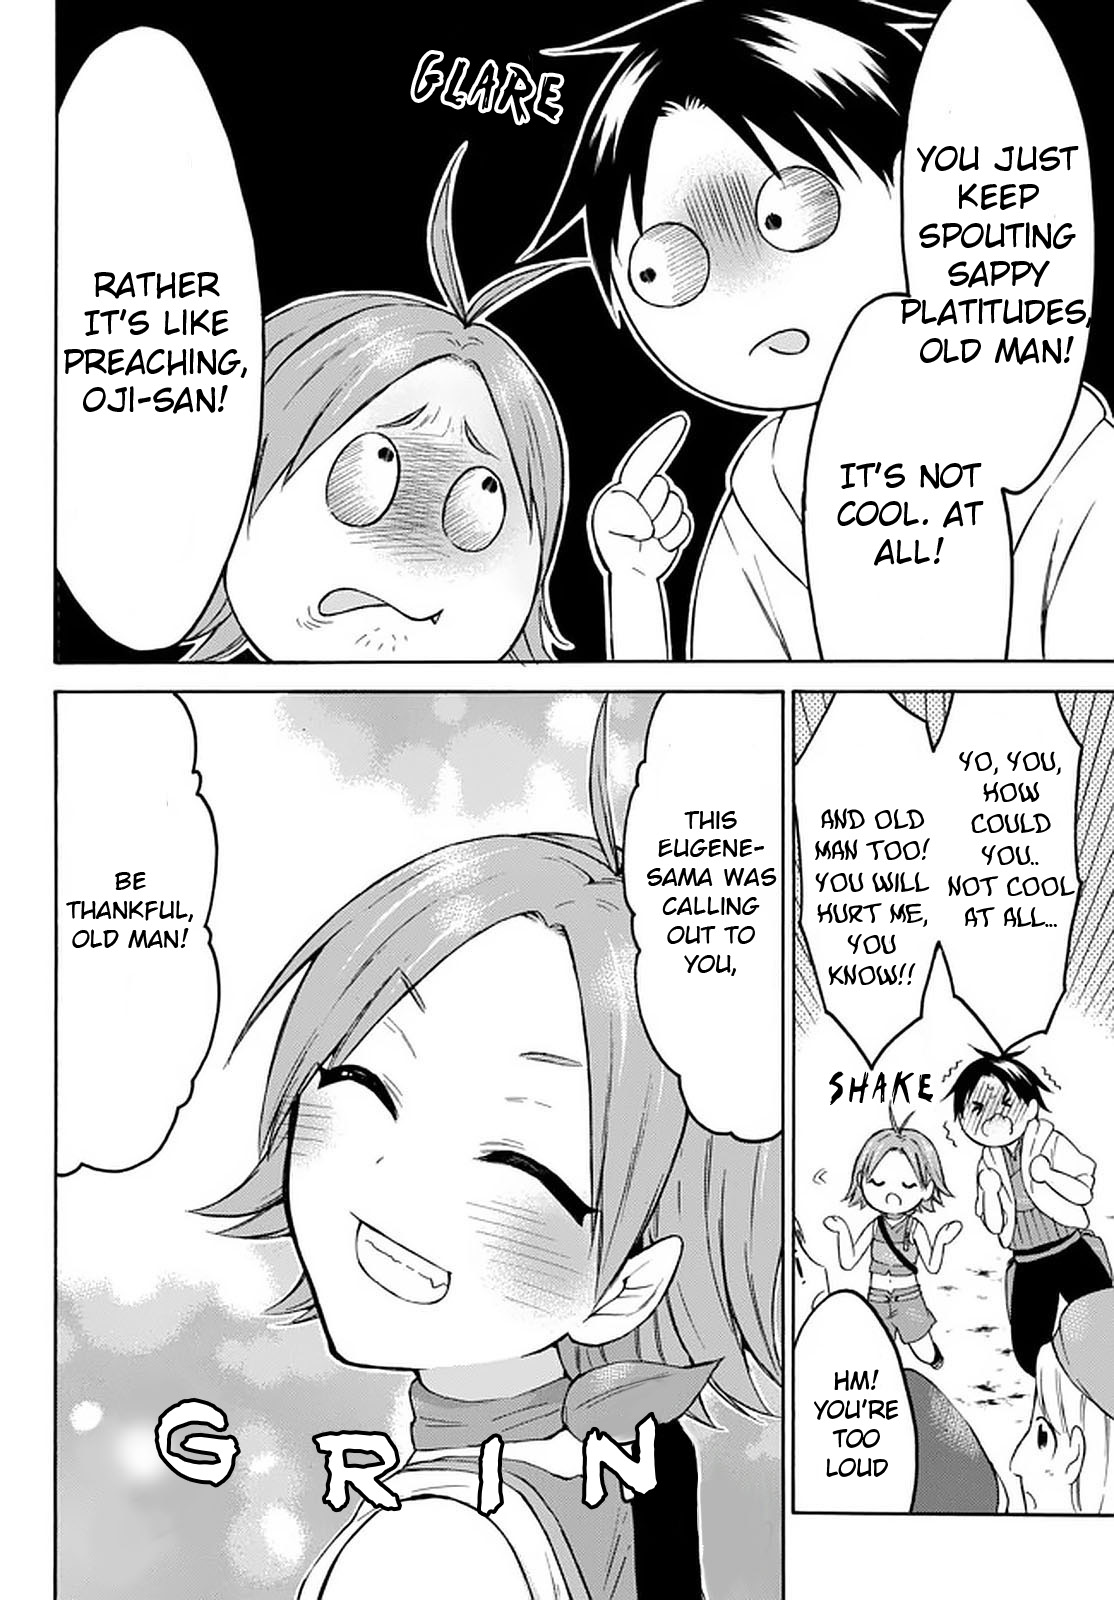 YOU JUST
KEEP
SPOUTING
SAPPY
PLATITUDES,
OLD MAN!
IT'S NOT
COOL. AT
ALL!
GLARE
RATHER
IT'S LIKE
PREACHING,
OJI-SAN!
YO, YOU,
HOW
COULD
YOU..
NOT COOL
AT ALL...
AND OLD
MAN TOO!
YOU WILL
HURT ME,
YOU
KNOW!!
SHAKE
HM!
YOU'RE
TOO
LOUD
THIS
EUGENE-
SAMA WAS
CALLING
OUT TO
YOU,
BE
THANKFUL,
OLD MAN!
GRIN